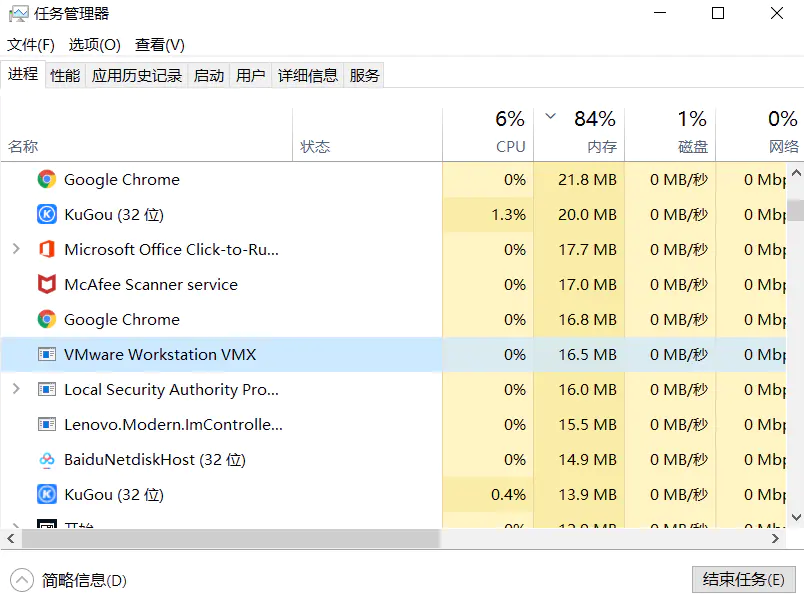 任务管理器
文件(F) 选项(O) 查看(V)
进程 性能 应用历史记录 启动 用户 详细信息 服务
6% 84% 1% 0%
名称 状态 CPU 内存 磁盘 网络
Google Chrome 0% 21.8 MB 0 MB/秒 0 Mbp
KuGou (32 位) 1.3% 20.0 MB 0 MB/秒 0 Mbp
Microsoft Office Click-to-Ru... 0% 17.7 MB 0 MB/秒 0 Mbp
McAfee Scanner service 0% 17.0 MB 0 MB/秒 0 Mbp
Google Chrome 0% 16.8 MB 0 MB/秒 0 Mbp
VMware Workstation VMX 0% 16.5 MB 0 MB/秒 0 Mbp
Local Security Authority Pro... 0% 16.0 MB 0 MB/秒 0 Mbp
Lenovo.Modern.ImControlle... 0% 15.5 MB 0 MB/秒 0 Mbp
BaiduNetdiskHost (32 位) 0% 14.9 MB 0 MB/秒 0 Mbp
KuGou (32 位) 0.4% 13.9 MB 0 MB/秒 0 Mbp
开始 0% MB 0 MB/秒 0 Mbp
简略信息(D) 结束任务(E)